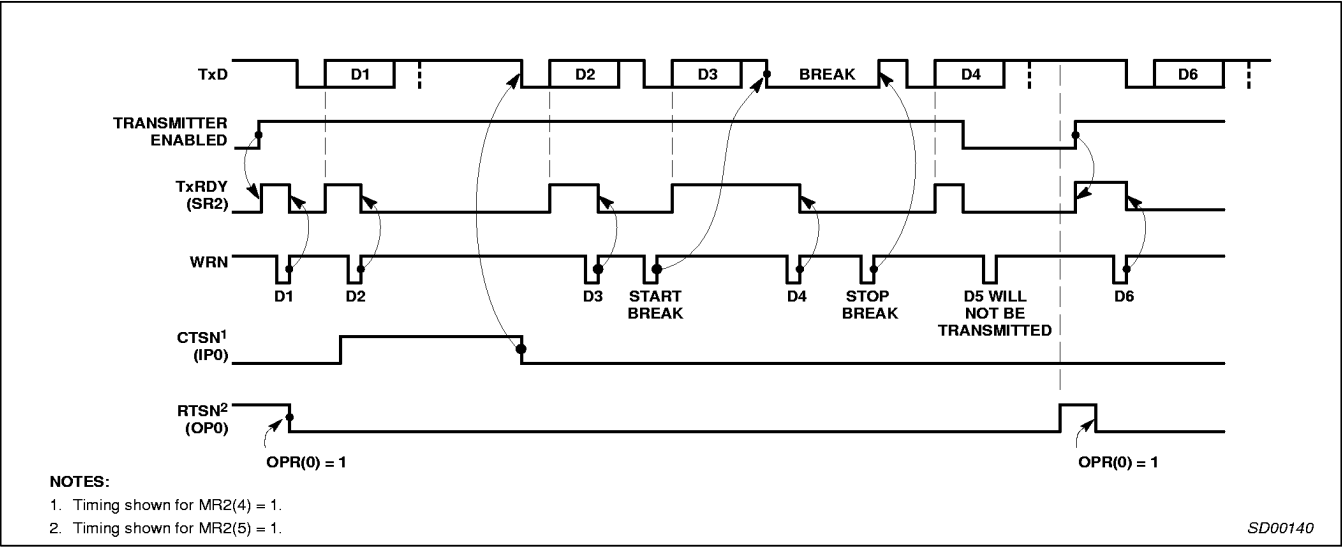 TxD
D1
D2
D3
BREAK
D4
D6
TRANSMITTER
ENABLED
TxRDY
(SR2)
WRN
D1
D2
D3
START
BREAK
D4
STOP
BREAK
D5 WILL
NOT BE
TRANSMITTED
D6
CTSN1
(IP0)
RTSN2
(OP0)
OPR(0) = 1
OPR(0) = 1
NOTES:
1. Timing shown for MR2(4) = 1.
2. Timing shown for MR2(5) = 1.
SD00140